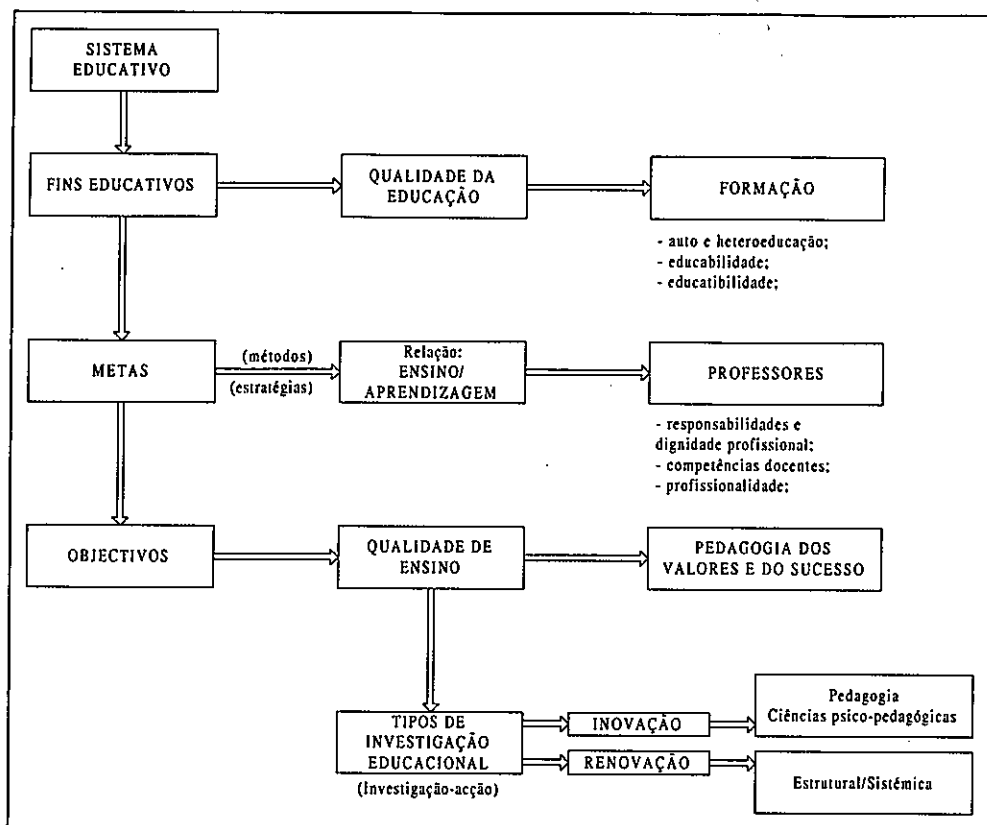 SISTEMA
EDUCATIVO
FINS EDUCATIVOS
QUALIDADE DA
EDUCAÇÃO
FORMAÇÃO
- auto e heteroeducação;
- educabilidade;
- educatibilidade;
METAS
(métodos)
(estratégias)
Relação:
ENSINO/
APRENDIZAGEM
PROFESSORES
- responsabilidades e
dignidade profissional;
- competências docentes;
- profissionalidade;
OBJECTIVOS
QUALIDADE DE
ENSINO
PEDAGOGIA DOS
VALORES E DO SUCESSO
TIPOS DE
INVESTIGAÇÃO
EDUCACIONAL
(Investigação-acção)
INOVAÇÃO
Pedagogia
Ciências psico-pedagógicas
RENOVAÇÃO
Estrutural/Sistémica